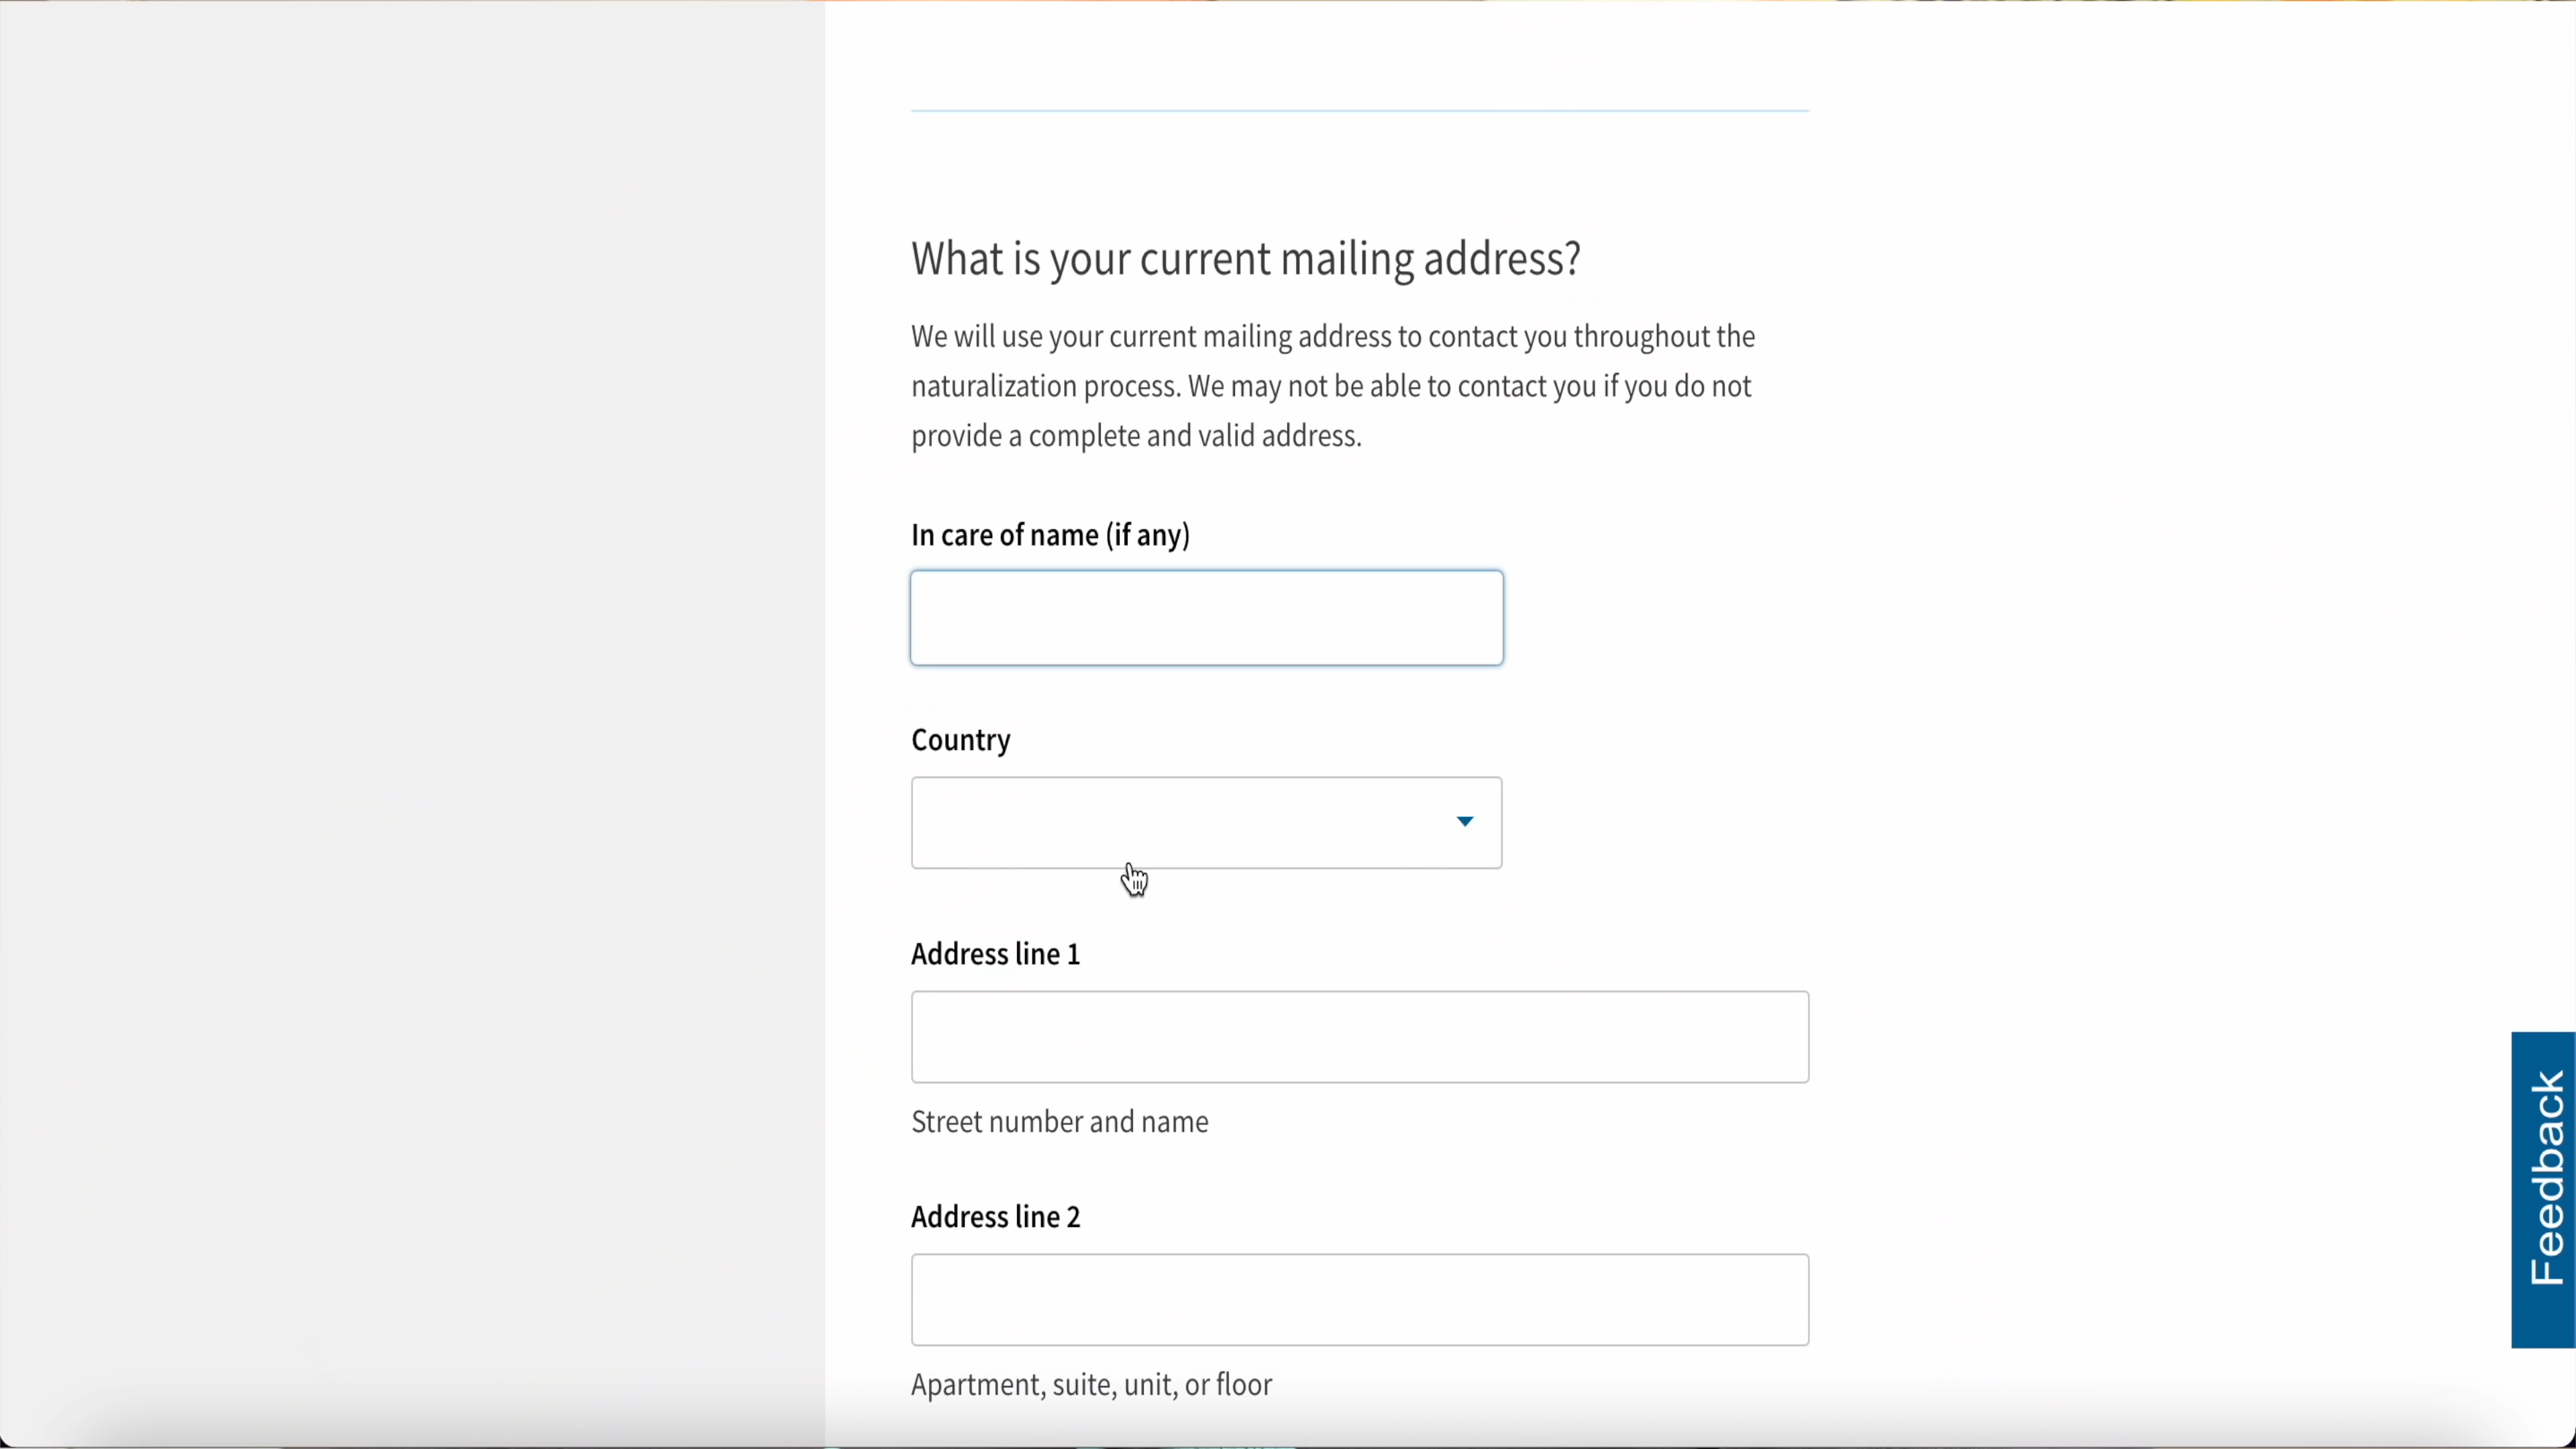 What is your current mailing address?
We will use your current mailing address to contact you throughout the
naturalization process. We may not be able to contact you if you do not
provide a complete and valid address.
In care of name (if any)
Country
Address line 1
Street number and name
Address line 2
Apartment, suite, unit, or floor
Feedback